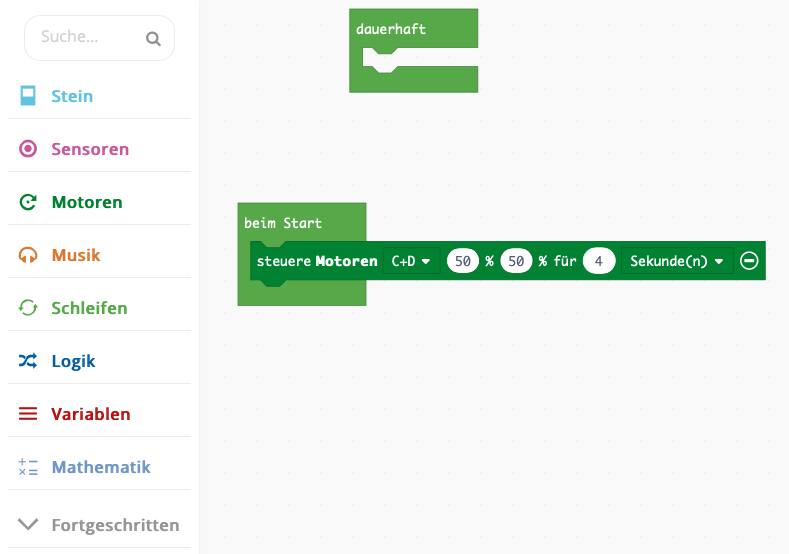 Suche...
Stein
Sensoren
Motoren
Musik
Schleifen
Logik
Variablen
Mathematik
Fortgeschritten
dauerhaft
beim Start
steuere Motoren C+D 50 % 50 % für 4 Sekunde(n)